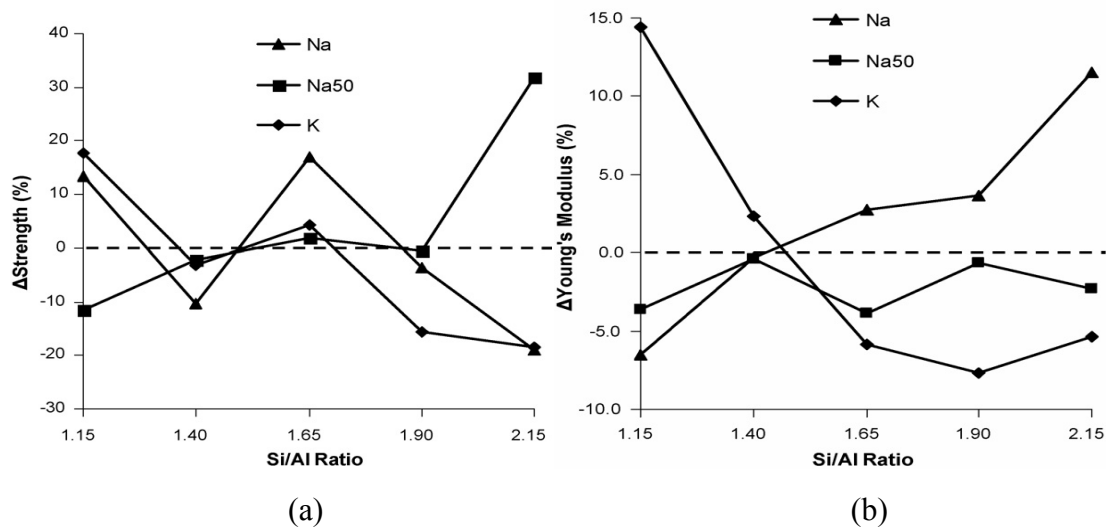 40
30
20
10
0
-10
-20
-30
ΔStrength (%)
Na
Na50
K
1.15 1.40 1.65 1.90 2.15
Si/Al Ratio
(a)
15.0
10.0
5.0
0.0
-5.0
-10.0
ΔYoung's Modulus (%)
Na
Na50
K
1.15 1.40 1.65 1.90 2.15
Si/Al Ratio
(b)